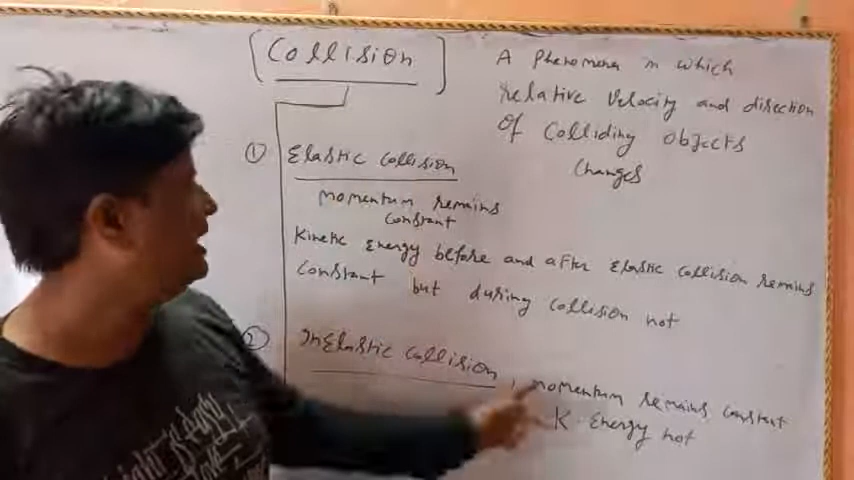 Collision
A Phenomena in which
relative velocity and direction
of Colliding objects
Changes
① Elastic collision
momentum remains
constant
Kinetic Energy before and after Elastic collision remains
constant but during collision not
② InElastic collision, momentum remains constant
K. Energy not